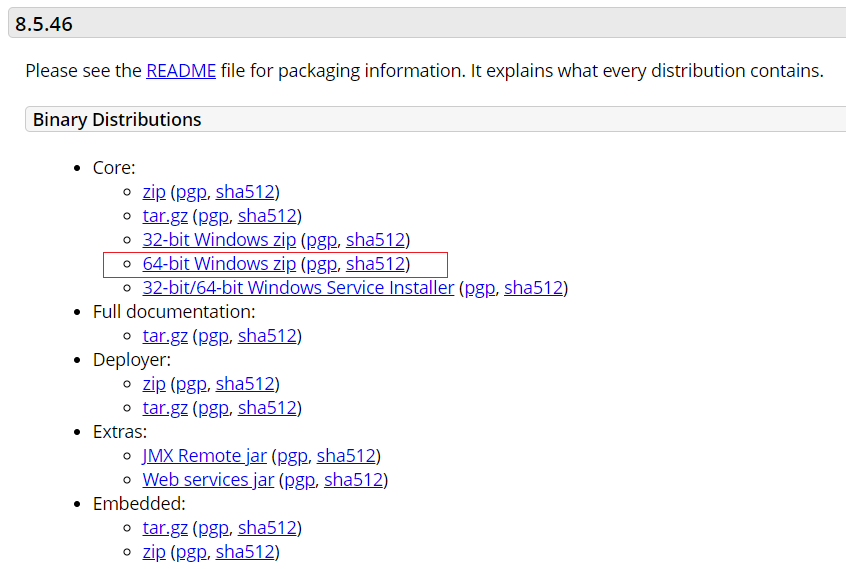 8.5.46
Please see the README file for packaging information. It explains what every distribution contains.
Binary Distributions
Core:
zip (pgp, sha512)
tar.gz (pgp, sha512)
32-bit Windows zip (pgp, sha512)
64-bit Windows zip (pgp, sha512)
32-bit/64-bit Windows Service Installer (pgp, sha512)
Full documentation:
tar.gz (pgp, sha512)
Deployer:
zip (pgp, sha512)
tar.gz (pgp, sha512)
Extras:
JMX Remote jar (pgp, sha512)
Web services jar (pgp, sha512)
Embedded:
tar.gz (pgp, sha512)
zip (pgp, sha512)